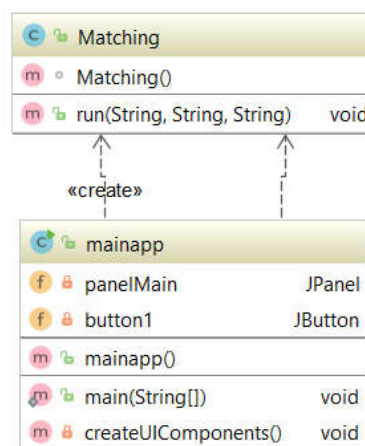 C Matching
m Matching()
m run(String, String, String) void
«create»
C mainapp
f panelMain JPanel
f button1 JButton
m mainapp()
m main(String[]) void
m createUIComponents() void